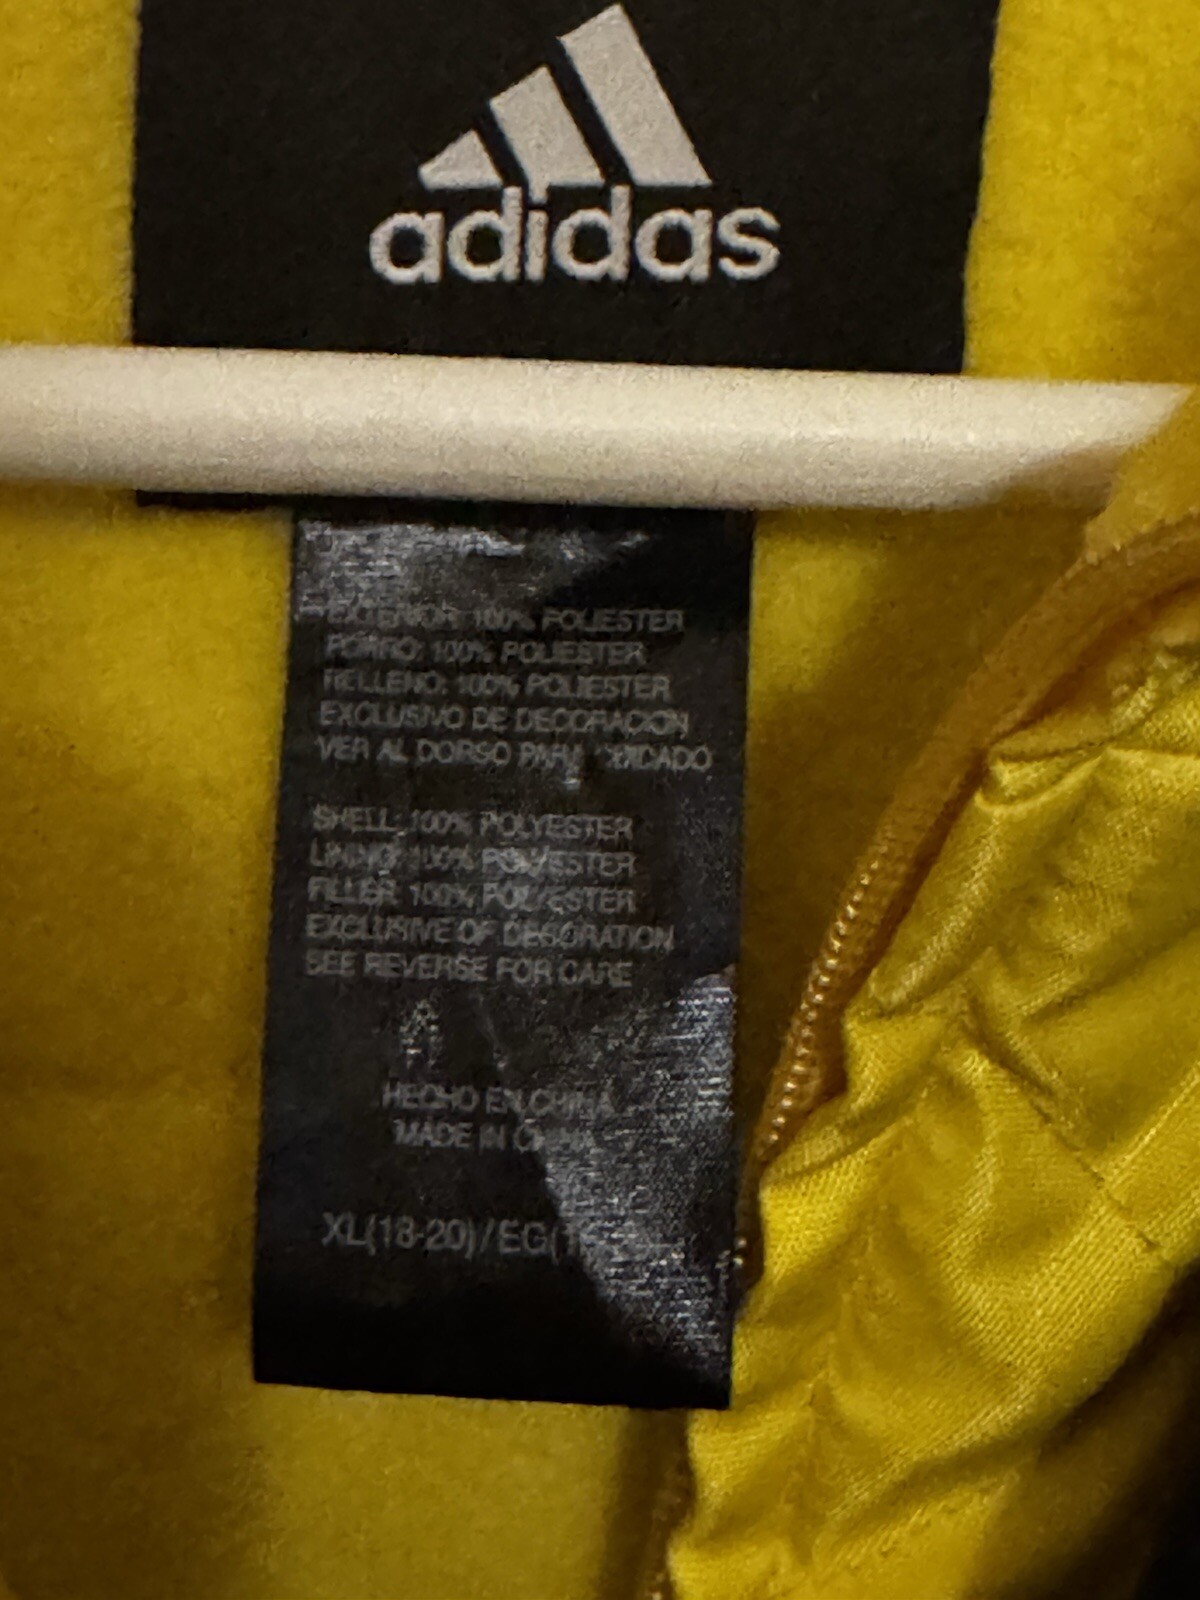 adidas
EXTERIOR: 100% POLIESTER
FORRO: 100% POLIESTER
RELLENO: 100% POLIESTER
EXCLUSIVO DE DECORACION
VER AL DORSO PARA CUIDADO
SHELL: 100% POLYESTER
LINING: 100% POLYESTER
FILLER: 100% POLYESTER
EXCLUSIVE OF DECORATION
SEE REVERSE FOR CARE
HECHO EN CHINA
MADE IN CHINA
XL(18-20)/EG(1